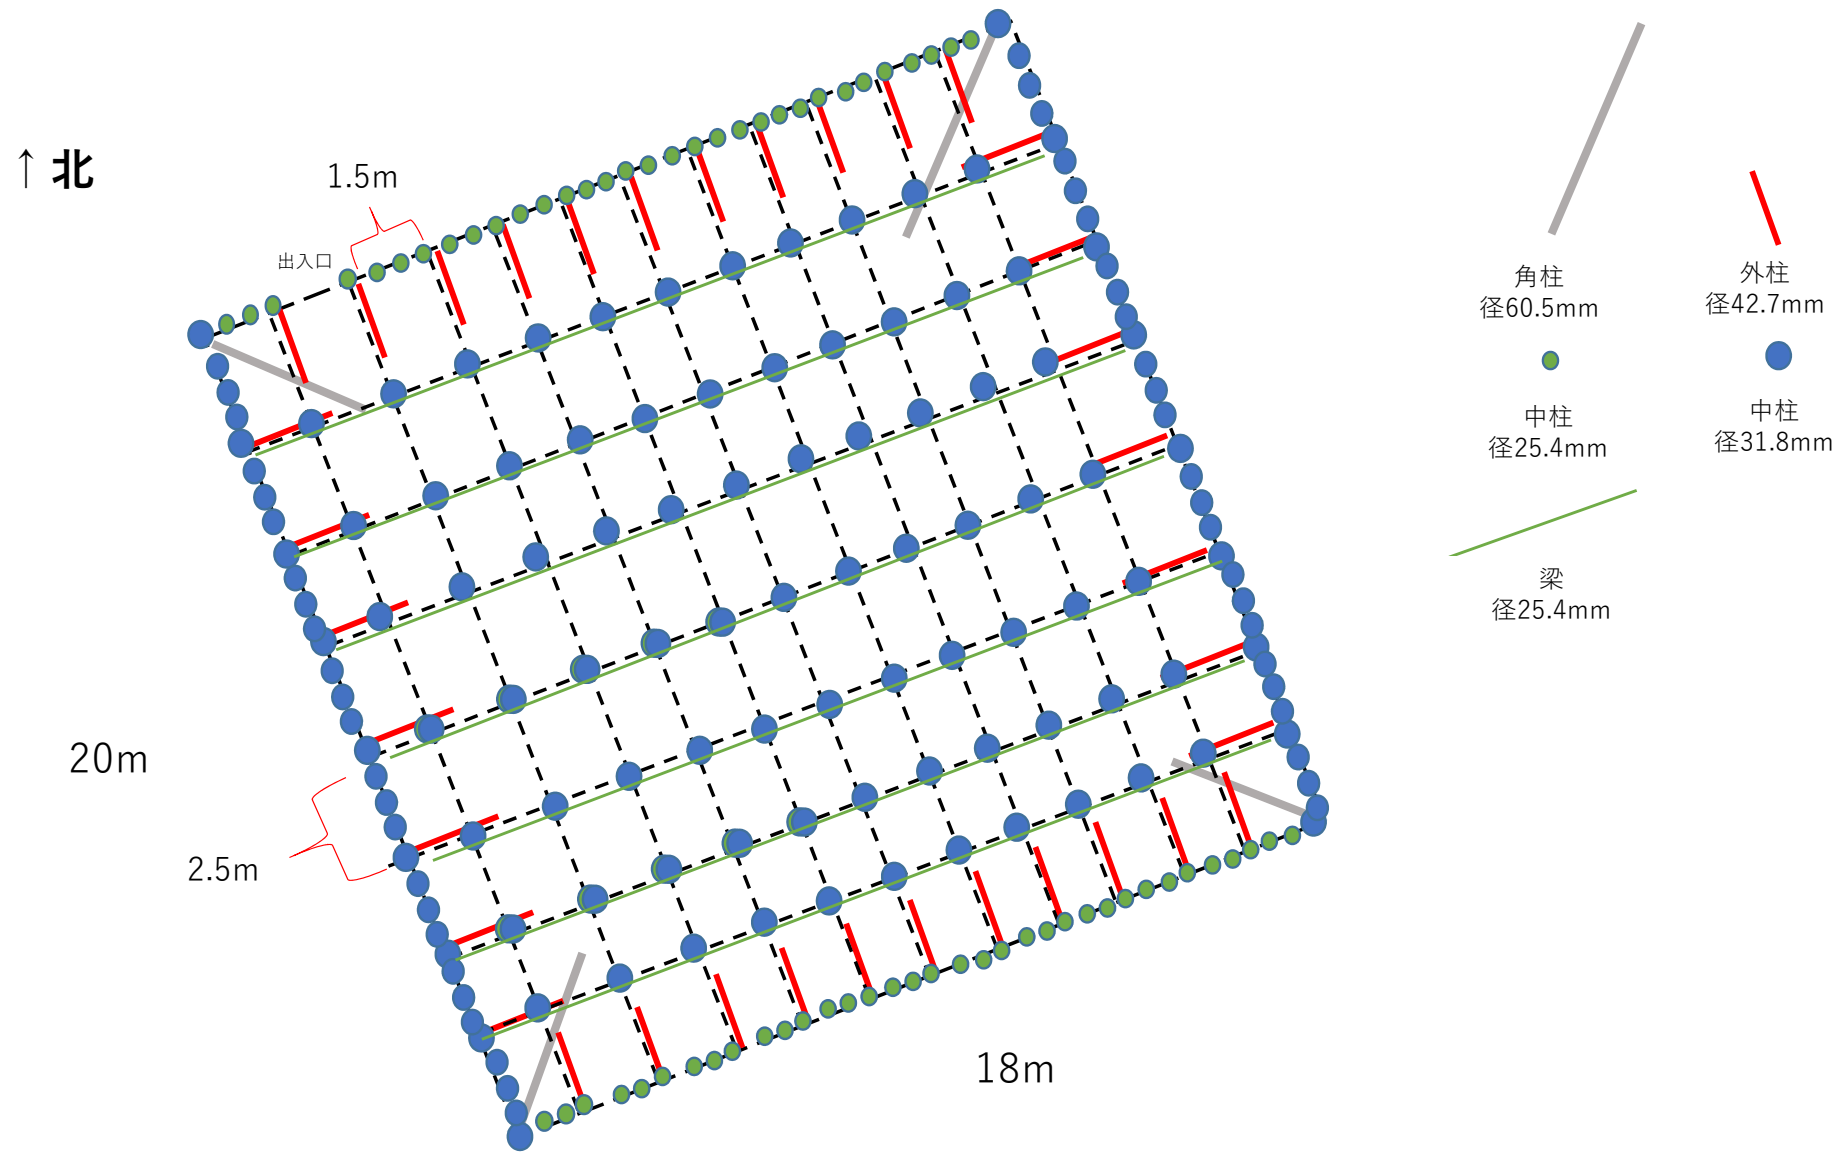 ↑北
1.5m
出入口
20m
2.5m
18m
角柱
径60.5mm
外柱
径42.7mm
中柱
径25.4mm
中柱
径31.8mm
梁
径25.4mm